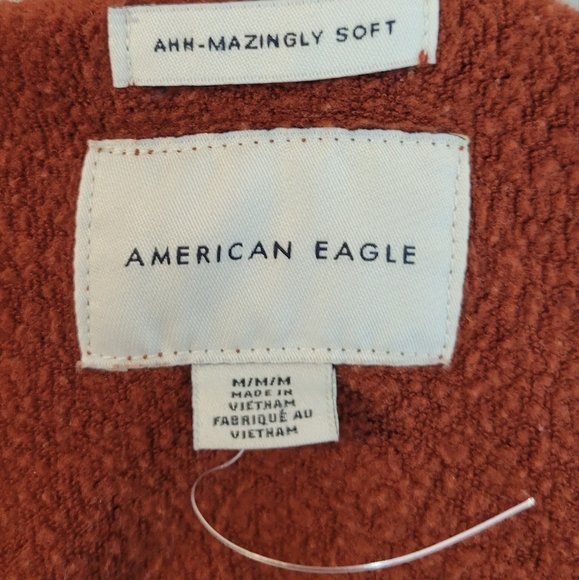 AHH-MAZINGLY SOFT
AMERICAN EAGLE
M/M/M
MADE IN
VIETNAM
FABRIQUÉ AU
VIETNAM